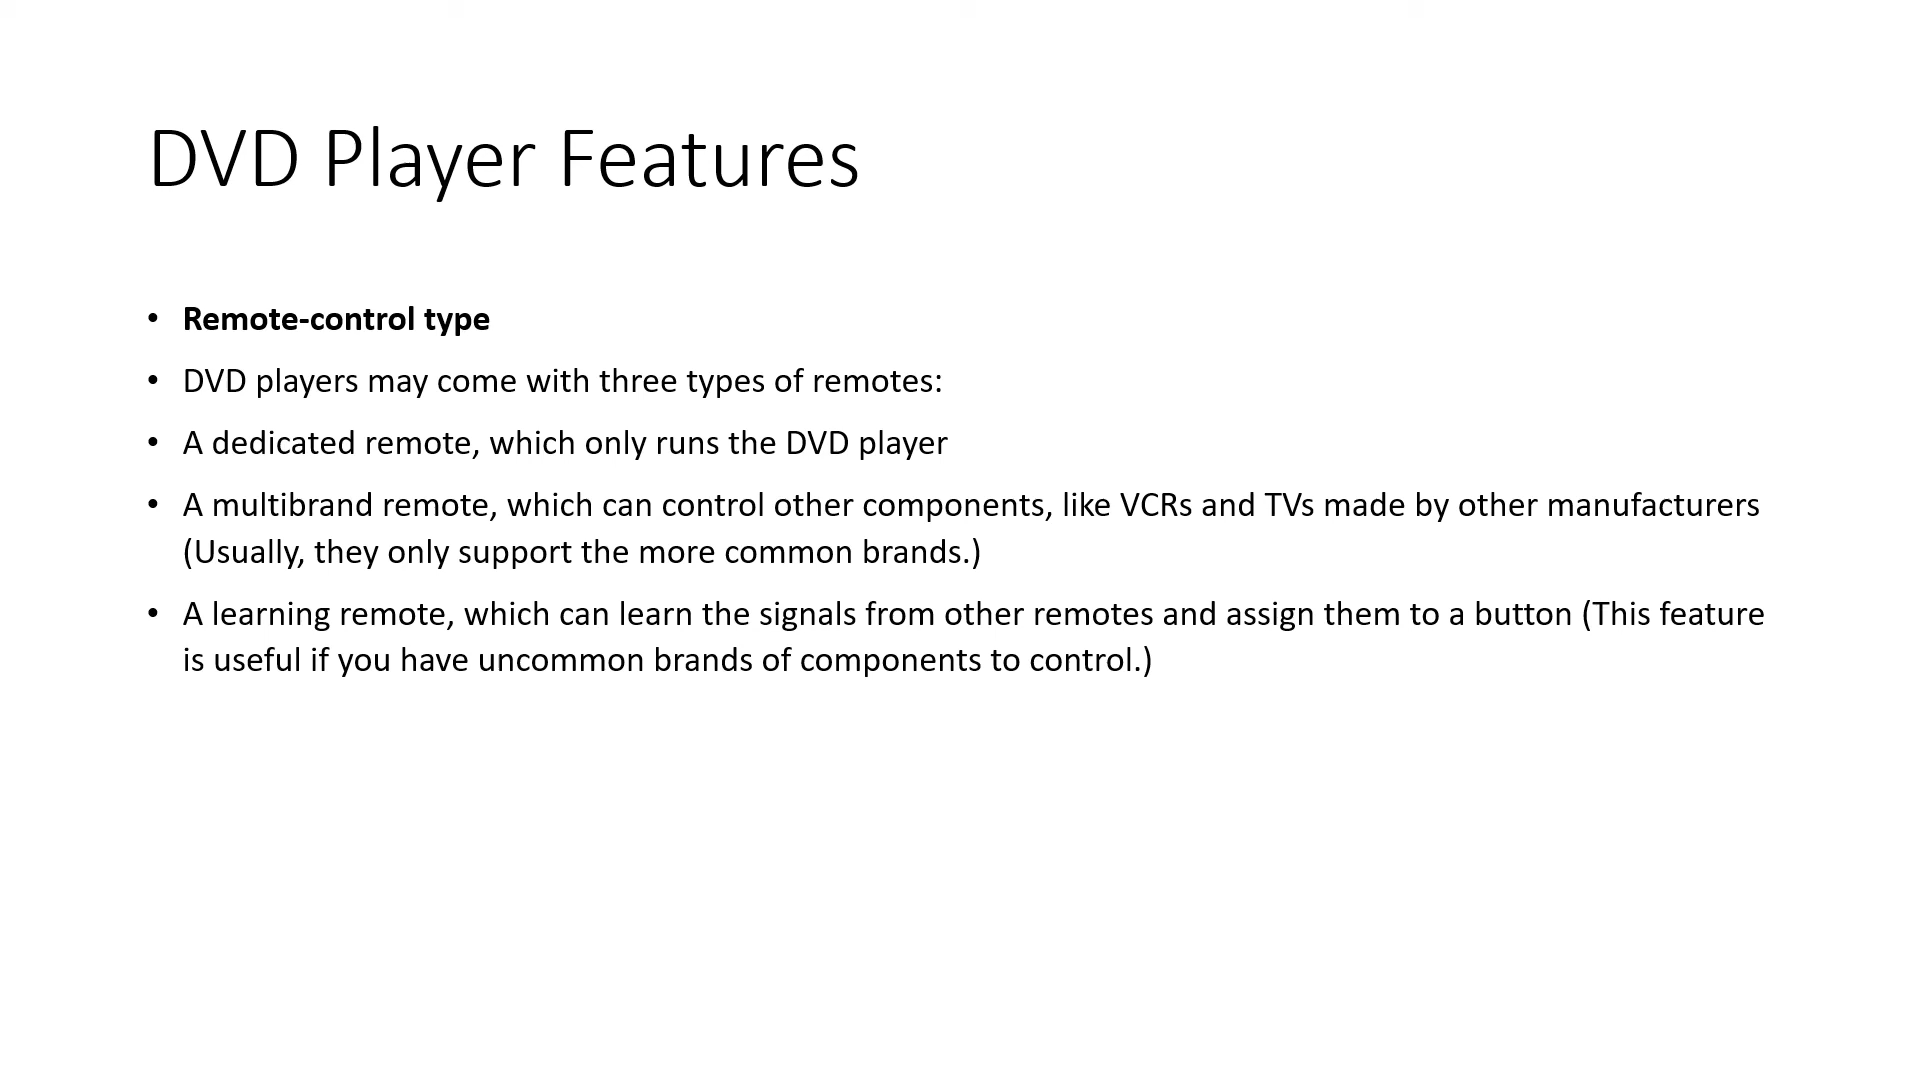 DVD Player Features
• Remote-control type
• DVD players may come with three types of remotes:
• A dedicated remote, which only runs the DVD player
• A multibrand remote, which can control other components, like VCRs and TVs made by other manufacturers
(Usually, they only support the more common brands.)
• A learning remote, which can learn the signals from other remotes and assign them to a button (This feature
is useful if you have uncommon brands of components to control.)